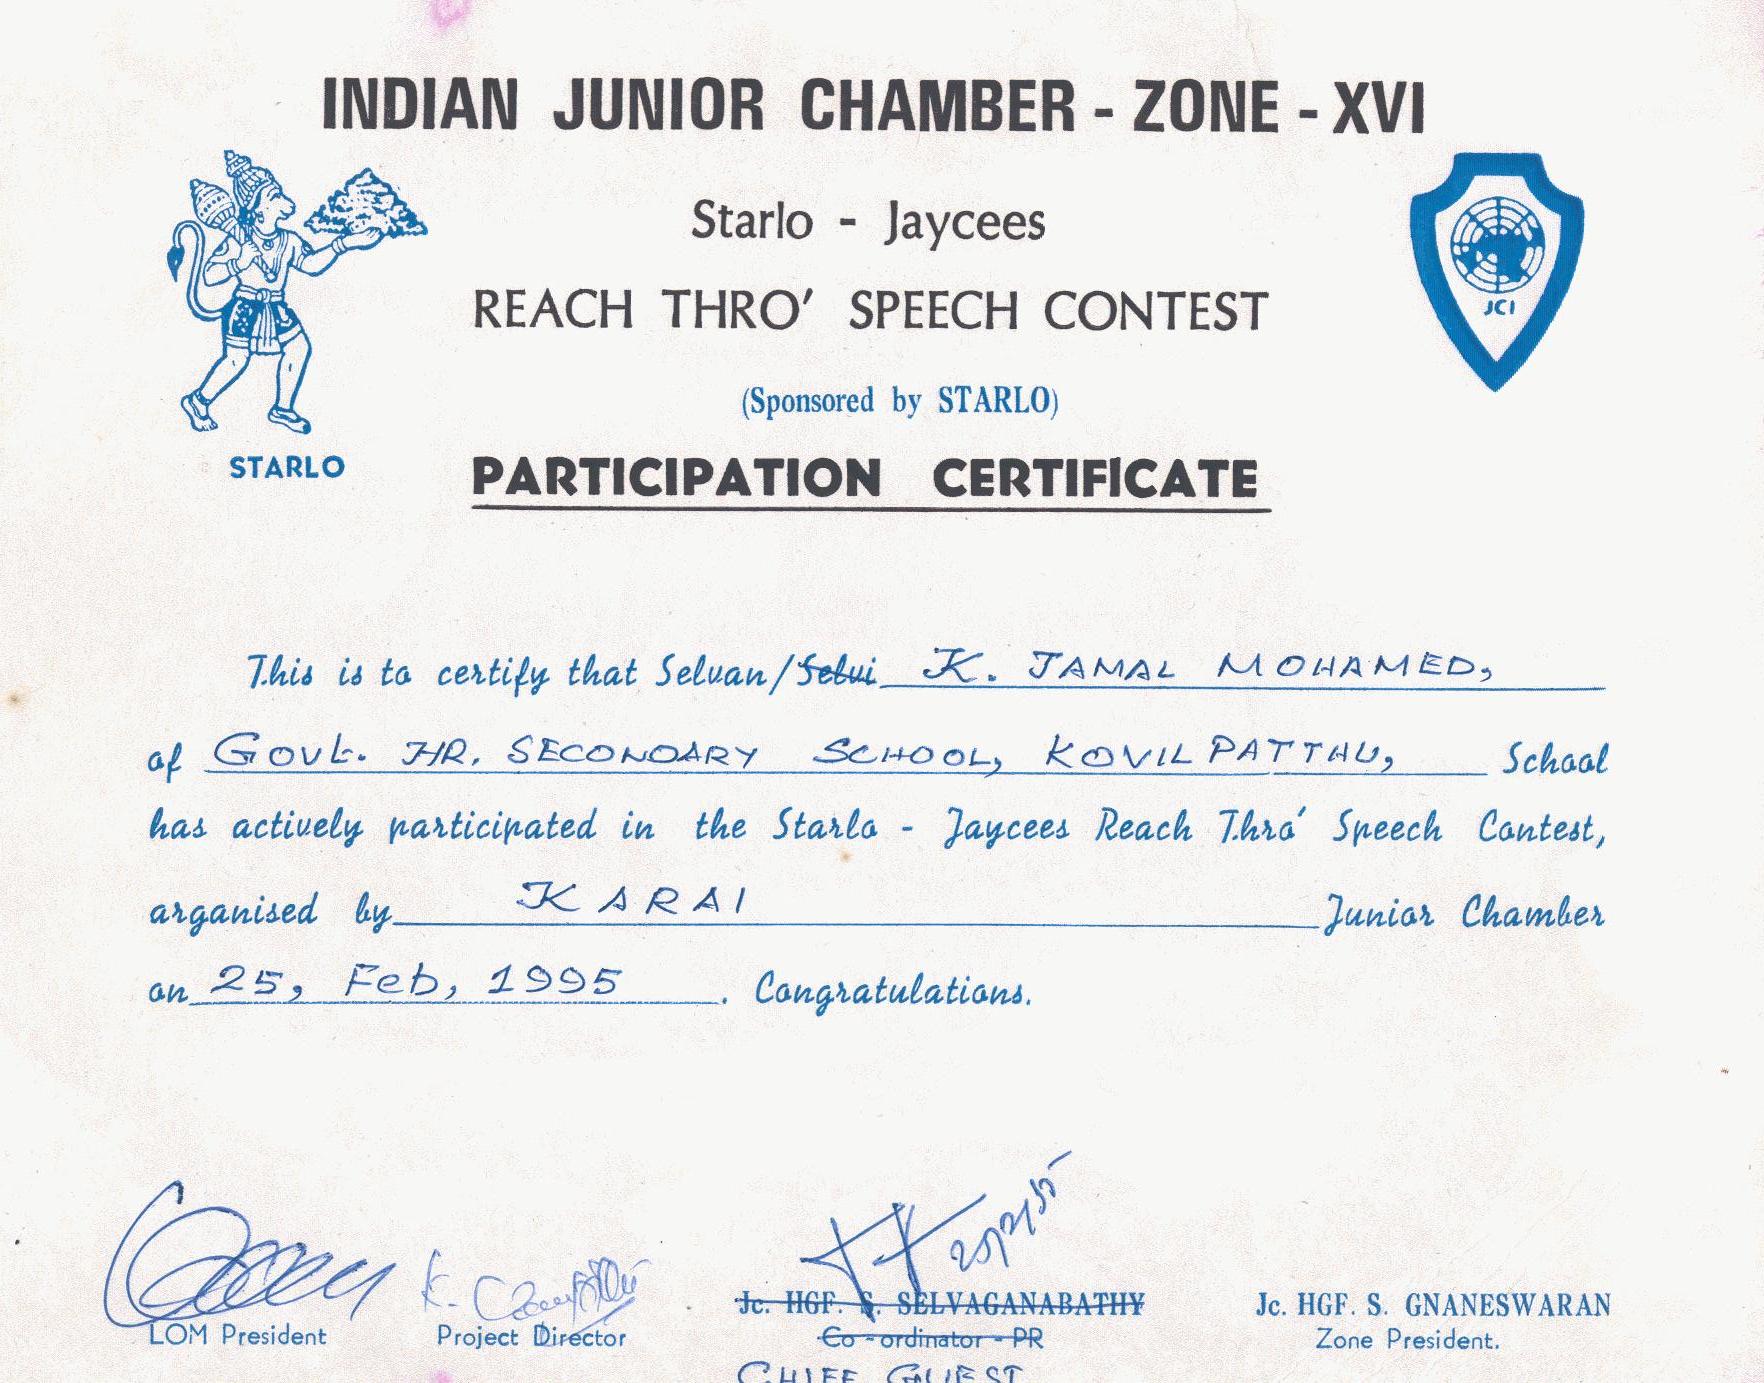 INDIAN JUNIOR CHAMBER - ZONE - XVI
Starlo - Jaycees
REACH THRO' SPEECH CONTEST
JCI
(Sponsored by STARLO)
STARLO
PARTICIPATION CERTIFICATE
This is to certify that Selvan/Selvi K. JAMAL MOHAMED,
of Govt. HR. SECONDARY SCHOOL, KOVILPATTHU, School
has actively participated in the Starlo - Jaycees Reach Thro' Speech Contest,
organised by KARAI Junior Chamber
on 25, Feb, 1995. Congratulations.
Jc. HGF. S. SELVAGANABATHY Jc. HGF. S. GNANESWARAN
LOM President Project Director Co-ordinator - PR Zone President.
CHIEF GUEST